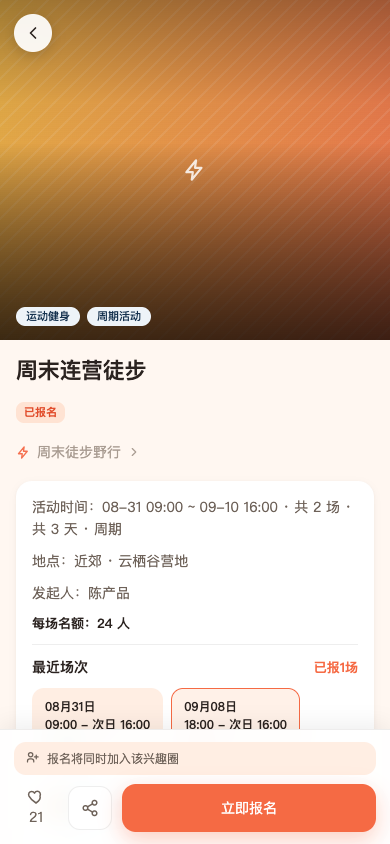 运动健身 周期活动
周末连营徒步
已报名
周末徒步野行
活动时间：08-31 09:00 ~ 09-10 16:00 · 共 2 场 ·
共 3 天 · 周期
地点：近郊 · 云栖谷营地
发起人：陈产品
每场名额：24 人
最近场次 已报1场
08月31日 09月08日
09:00 – 次日 16:00 18:00 – 次日 16:00
报名将同时加入该兴趣圈
21 立即报名